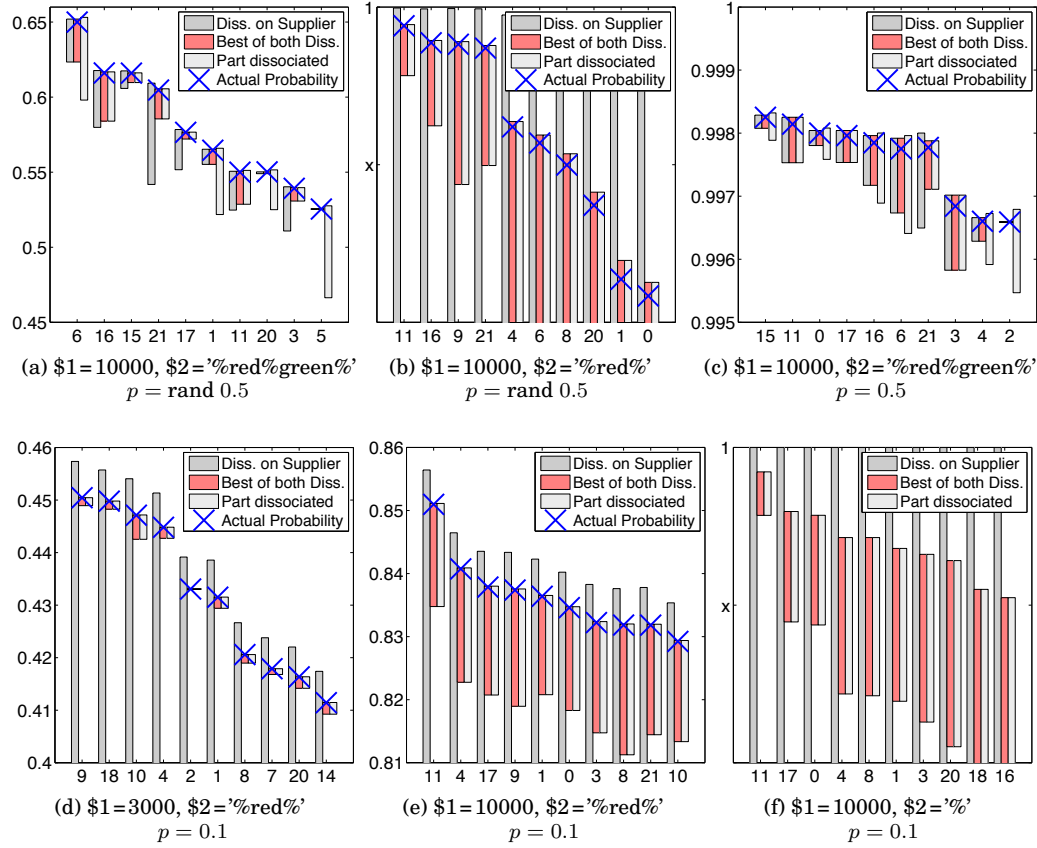 0.65
0.6
0.55
0.5
0.45
Diss. on Supplier
Best of both Diss.
Part dissociated
Actual Probability
6 16 15 21 17 1 11 20 3 5
(a) $1=10000, $2='%red%green%'
p = rand 0.5
1
x
Diss. on Supplier
Best of both Diss.
Part dissociated
Actual Probability
11 16 9 21 4 6 8 20 1 0
(b) $1=10000, $2='%red%'
p = rand 0.5
1
0.999
0.998
0.997
0.996
0.995
Diss. on Supplier
Best of both Diss.
Part dissociated
Actual Probability
15 11 0 17 16 6 21 3 4 2
(c) $1=10000, $2='%red%green%'
p = 0.5
0.46
0.45
0.44
0.43
0.42
0.41
0.4
Diss. on Supplier
Best of both Diss.
Part dissociated
Actual Probability
9 18 10 4 2 1 8 7 20 14
(d) $1=3000, $2='%red%'
p = 0.1
0.86
0.85
0.84
0.83
0.82
0.81
Diss. on Supplier
Best of both Diss.
Part dissociated
Actual Probability
11 4 17 9 1 0 3 8 21 10
(e) $1=10000, $2='%red%'
p = 0.1
1
x
Diss. on Supplier
Best of both Diss.
Part dissociated
11 17 0 4 8 1 3 20 18 16
(f) $1=10000, $2='%'
p = 0.1